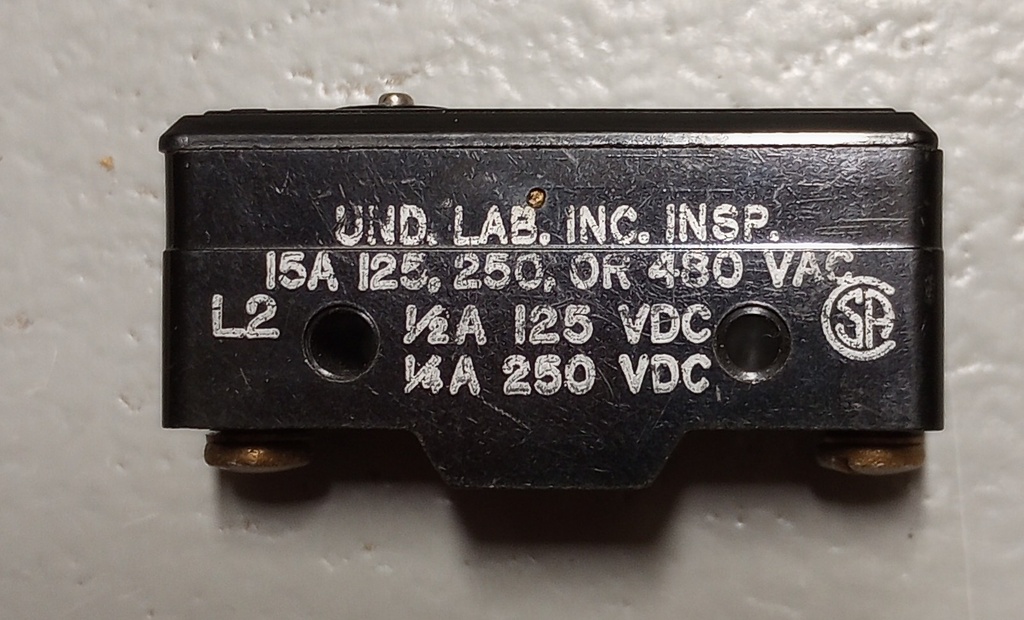 UND. LAB. INC. INSP.
15A 125, 250, OR 480 VAC
L2
½A 125 VDC
¼A 250 VDC
SA